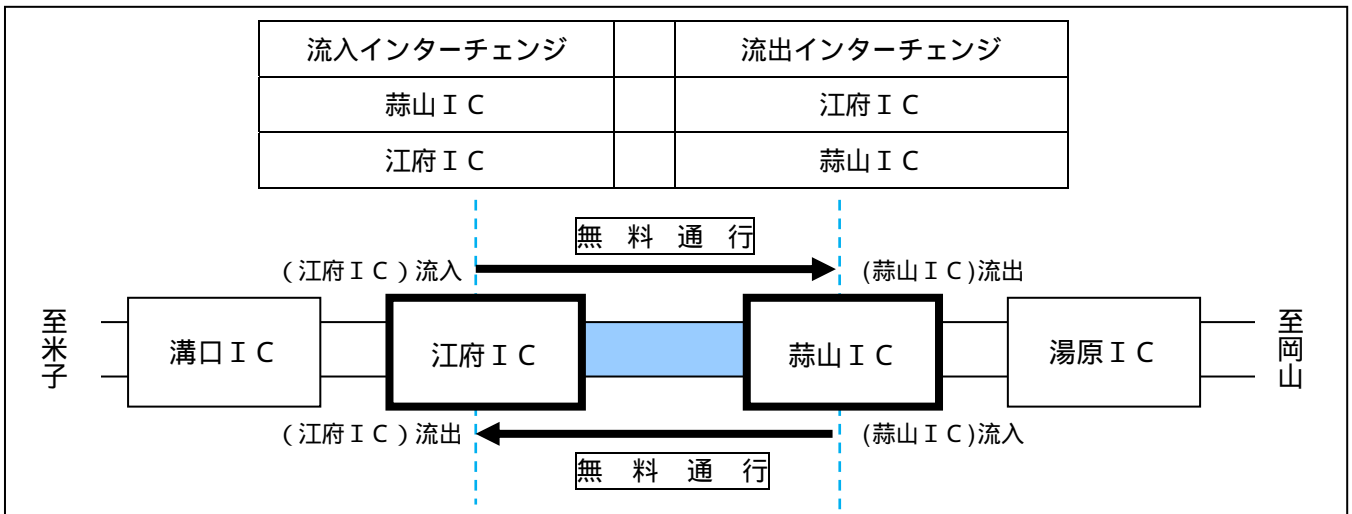 流入インターチェンジ 流出インターチェンジ
蒜山ＩＣ 江府ＩＣ
江府ＩＣ 蒜山ＩＣ
無 料 通 行
（江府ＩＣ）流入 (蒜山ＩＣ)流出
至米子 溝口ＩＣ 江府ＩＣ 蒜山ＩＣ 湯原ＩＣ 至岡山
（江府ＩＣ）流出 (蒜山ＩＣ)流入
無 料 通 行